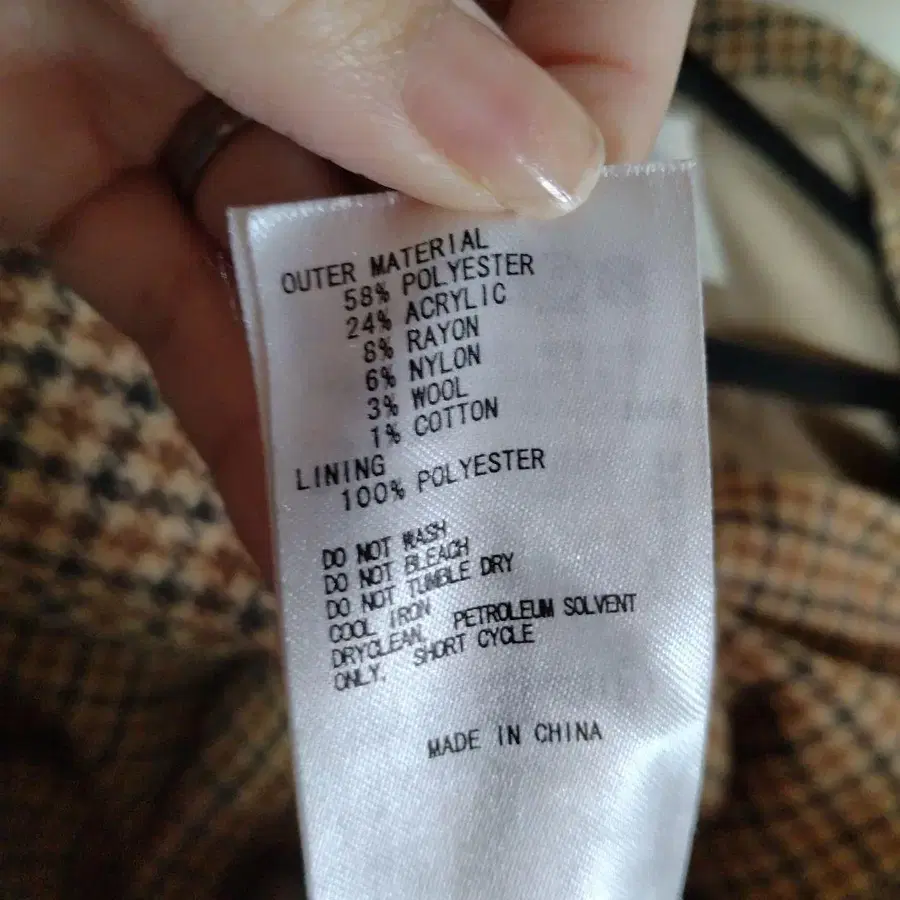 OUTER MATERIAL
58% POLYESTER
24% ACRYLIC
8% RAYON
6% NYLON
3% WOOL
1% COTTON
LINING
100% POLYESTER
DO NOT WASH
DO NOT BLEACH
DO NOT TUMBLE DRY
COOL IRON
DRYCLEAN, PETROLEUM SOLVENT
ONLY, SHORT CYCLE
MADE IN CHINA